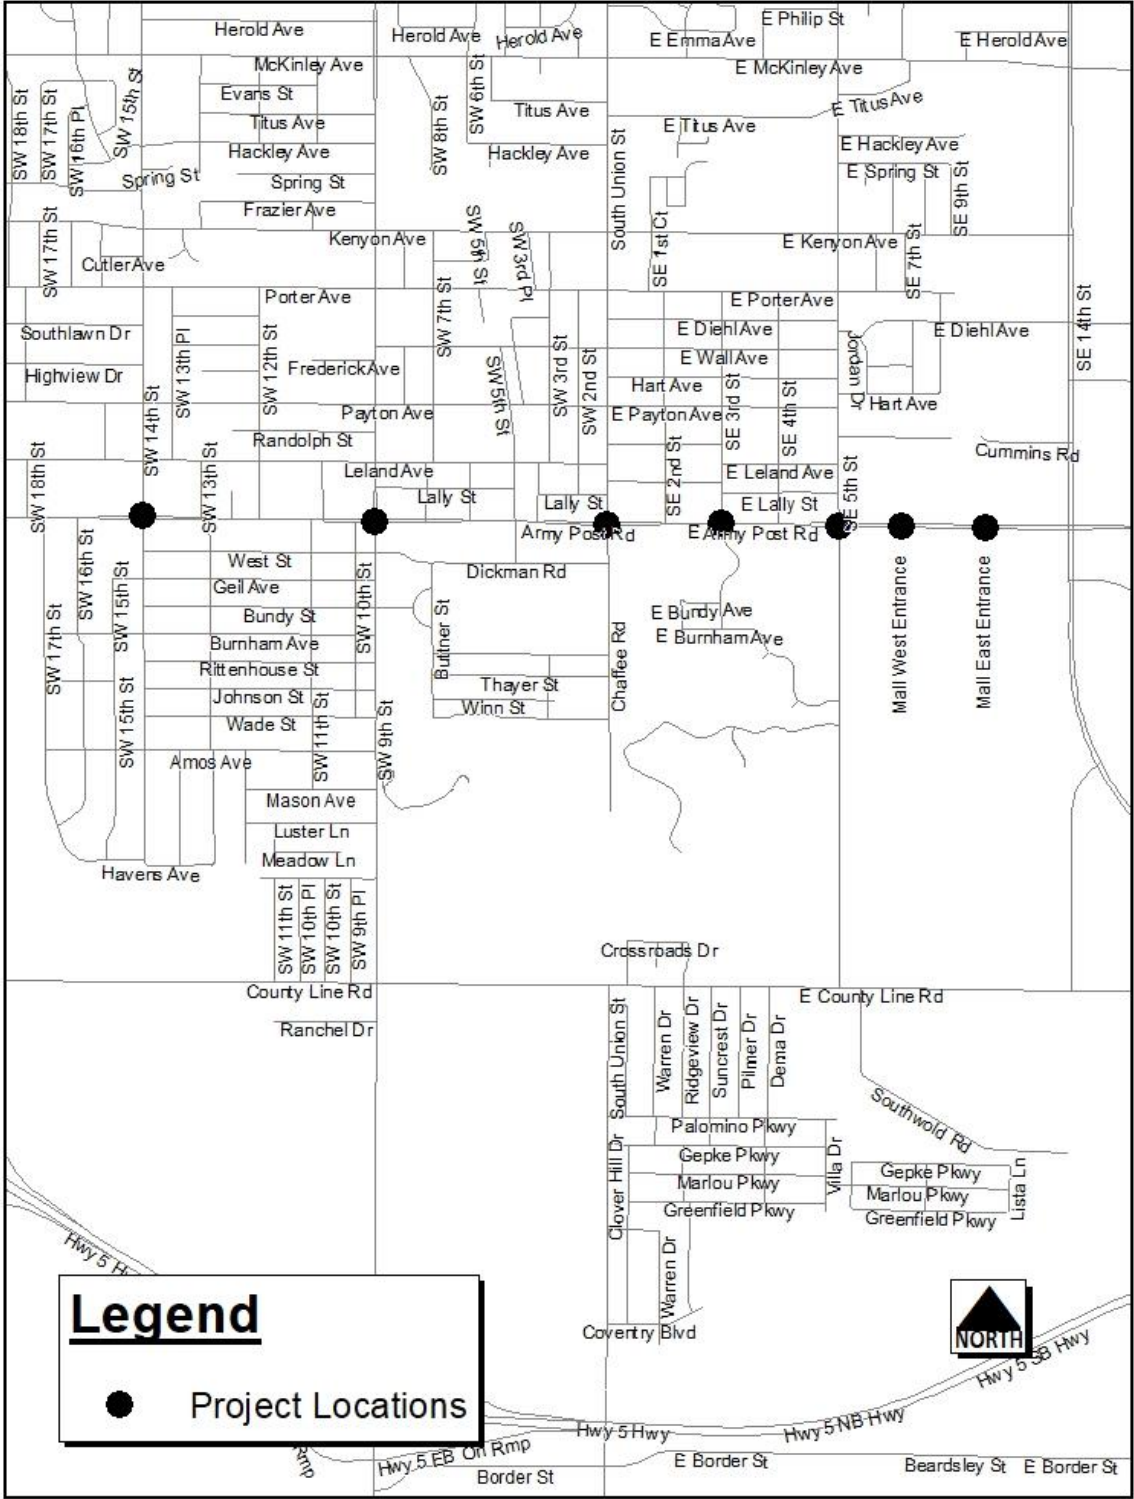 E Philip St
Herold Ave
Herold Ave
Herold Ave
E Emma Ave
E Herold Ave
McKinley Ave
E McKinley Ave
SW 15th St
SW 6th St
Evans St
SW 18th St
SW 17th St
SW 16th Pl
SW 8th St
Titus Ave
E Titus Ave
Titus Ave
E Titus Ave
South Union St
Hackley Ave
Hackley Ave
E Hackley Ave
Spring St
Spring St
E Spring St
SE 9th St
Frazier Ave
SW 17th St
Kenyon Ave
SW 5th St
SW 3rd Pl
SE 1st Ct
E Kenyon Ave
SE 7th St
Cutler Ave
Porter Ave
SW 7th St
E Porter Ave
SE 14th St
Southlawn Dr
SW 13th Pl
SW 12th St
E Diehl Ave
E Diehl Ave
Jordan Dr
E Wall Ave
Highview Dr
Frederick Ave
SW 5th St
SW 3rd St
SW 2nd St
Hart Ave
SE 3rd St
SE 4th St
Hart Ave
SW 14th St
Payton Ave
E Payton Ave
Randolph St
Cummins Rd
SW 18th St
SW 13th St
Leland Ave
SE 2nd St
E Leland Ave
SE 5th St
Lally St
Lally St
E Lally St
Army Post Rd
E Army Post Rd
SW 16th St
West St
Dickman Rd
SW 15th St
Geil Ave
SW 10th St
Mall West Entrance
Mall East Entrance
SW 17th St
Bundy St
Buttner St
E Bundy Ave
Burnham Ave
E Burnham Ave
Chaffee Rd
Rittenhouse St
Thayer St
SW 15th St
Johnson St
SW 11th St
SW 9th St
Winn St
Wade St
Amos Ave
Mason Ave
Luster Ln
Meadow Ln
Havens Ave
SW 11th St
SW 10th Pl
SW 10th St
SW 9th Pl
Crossroads Dr
County Line Rd
E County Line Rd
Ranchel Dr
South Union St
Warren Dr
Ridgeview Dr
Suncrest Dr
Pilmer Dr
Dema Dr
Southwold Rd
Palomino Pkwy
Clover Hill Dr
Gepke Pkwy
Villa Dr
Gepke Pkwy
Lista Ln
Marlou Pkwy
Marlou Pkwy
Greenfield Pkwy
Greenfield Pkwy
Hwy 5
Warren Dr
Coventry Blvd
Legend
Project Locations
NORTH
Hwy 5 SB Hwy
Hwy 5 Hwy
Hwy 5 NB Hwy
Rmp
Hwy 5 EB On Rmp
Border St
E Border St
Beardsley St
E Border St